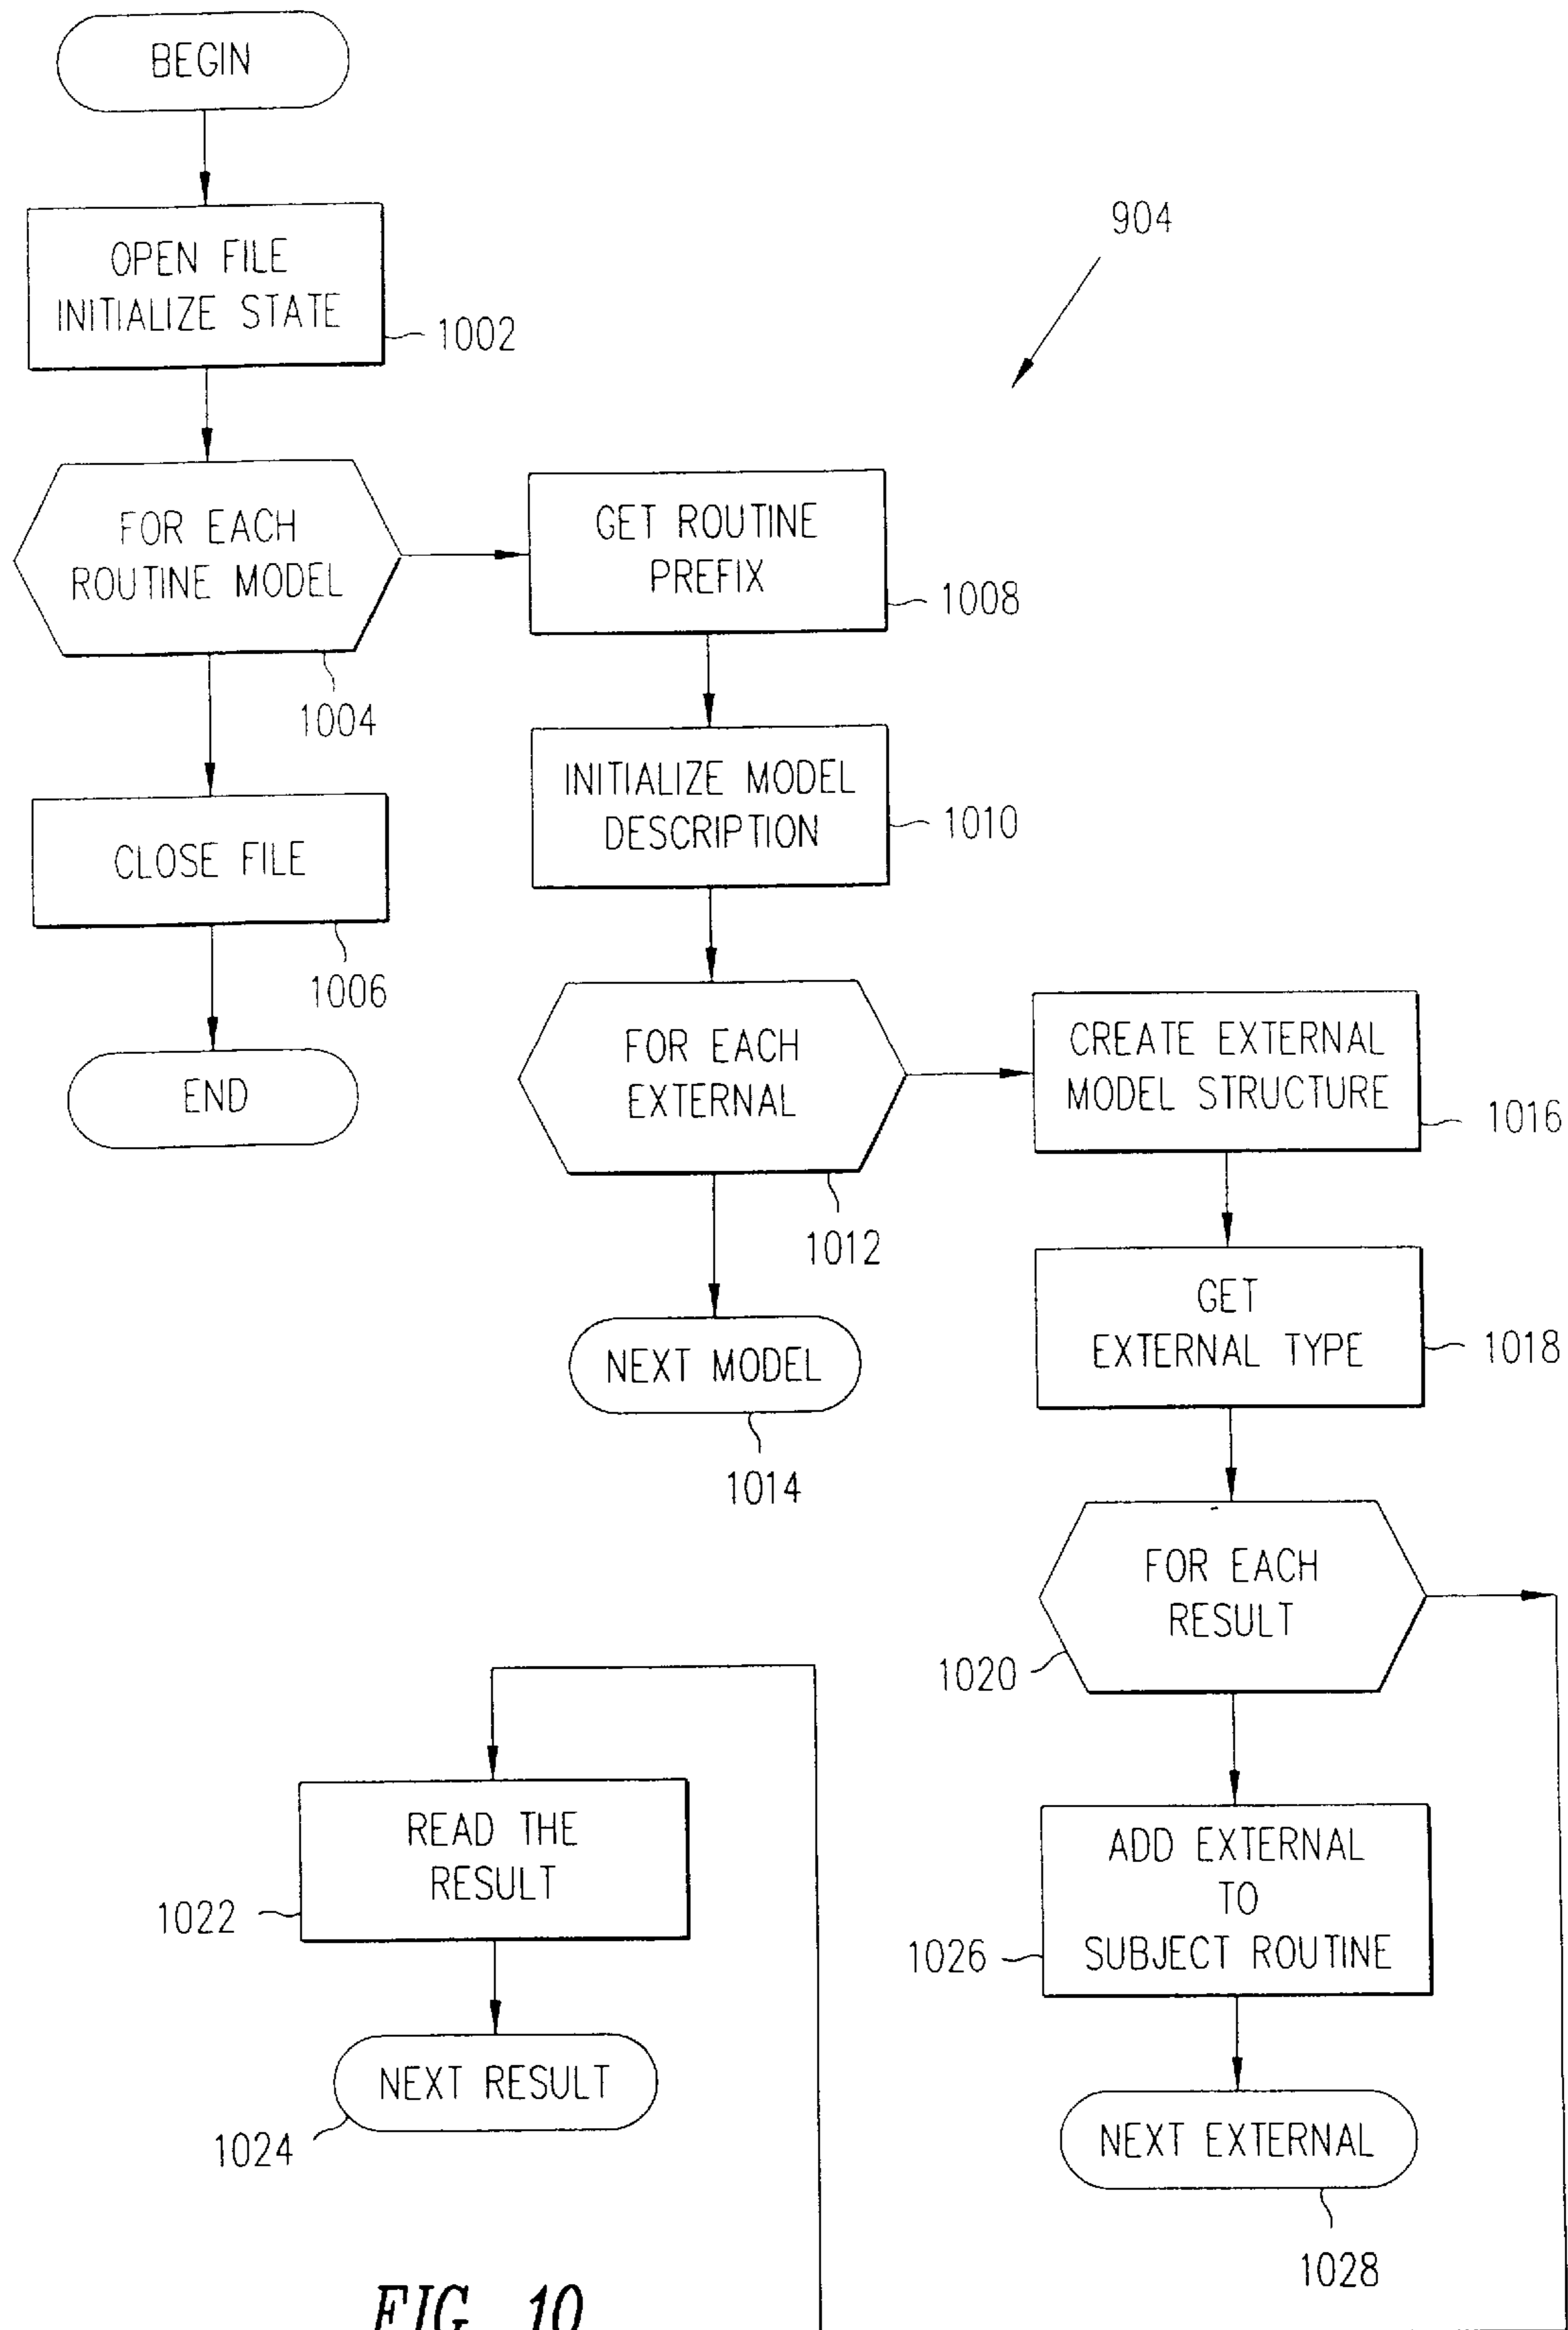 BEGIN
904
OPEN FILE
INITIALIZE STATE
1002
FOR EACH
ROUTINE MODEL
1004
GET ROUTINE
PREFIX
1008
INITIALIZE MODEL
DESCRIPTION
1010
CLOSE FILE
1006
END
FOR EACH
EXTERNAL
1012
CREATE EXTERNAL
MODEL STRUCTURE
1016
NEXT MODEL
1014
GET
EXTERNAL TYPE
1018
FOR EACH
RESULT
1020
READ THE
RESULT
1022
ADD EXTERNAL
TO
SUBJECT ROUTINE
1026
NEXT RESULT
1024
NEXT EXTERNAL
1028
FIG. 10